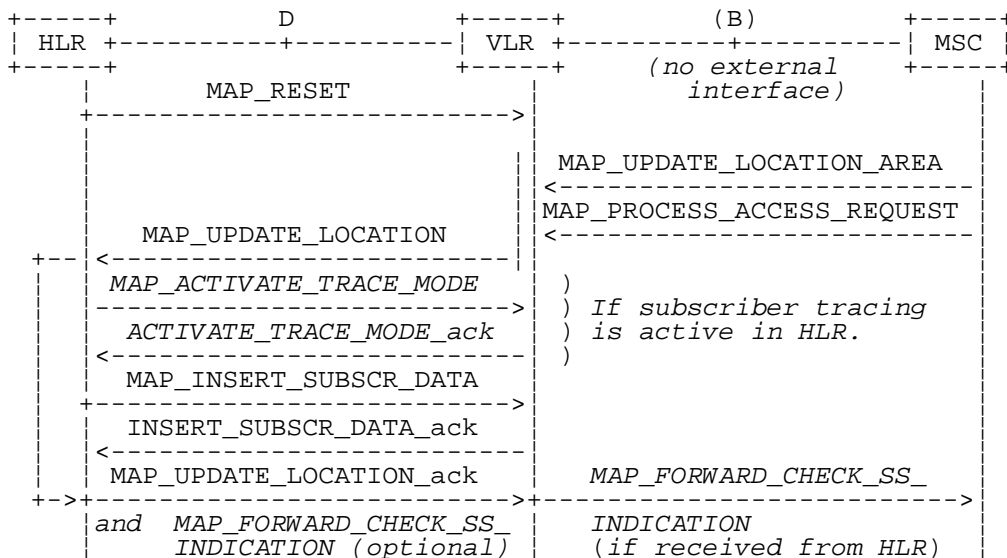 D (B)
HLR VLR MSC
(no external
MAP_RESET interface)
MAP_UPDATE_LOCATION_AREA
MAP_PROCESS_ACCESS_REQUEST
MAP_UPDATE_LOCATION
MAP_ACTIVATE_TRACE_MODE )
) If subscriber tracing
ACTIVATE_TRACE_MODE_ack ) is active in HLR.
)
MAP_INSERT_SUBSCR_DATA
INSERT_SUBSCR_DATA_ack
MAP_UPDATE_LOCATION_ack MAP_FORWARD_CHECK_SS_
and MAP_FORWARD_CHECK_SS_ INDICATION
INDICATION (optional) (if received from HLR)